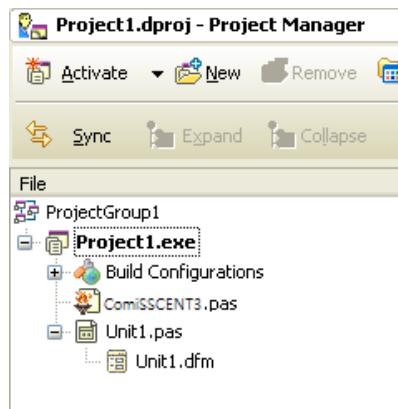 Project1.dproj - Project Manager
Activate New Remove
Sync Expand Collapse
File
ProjectGroup1
Project1.exe
Build Configurations
ComiSSCENT3.pas
Unit1.pas
Unit1.dfm